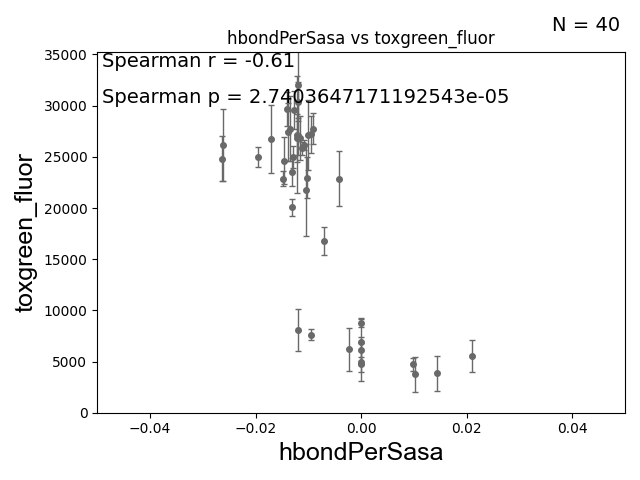 N = 40
hbondPerSasa vs toxgreen_fluor
Spearman r = -0.61
Spearman p = 2.7403647171192543e-05
toxgreen_fluor
35000
30000
25000
20000
15000
10000
5000
0
−0.04 −0.02 0.00 0.02 0.04
hbondPerSasa